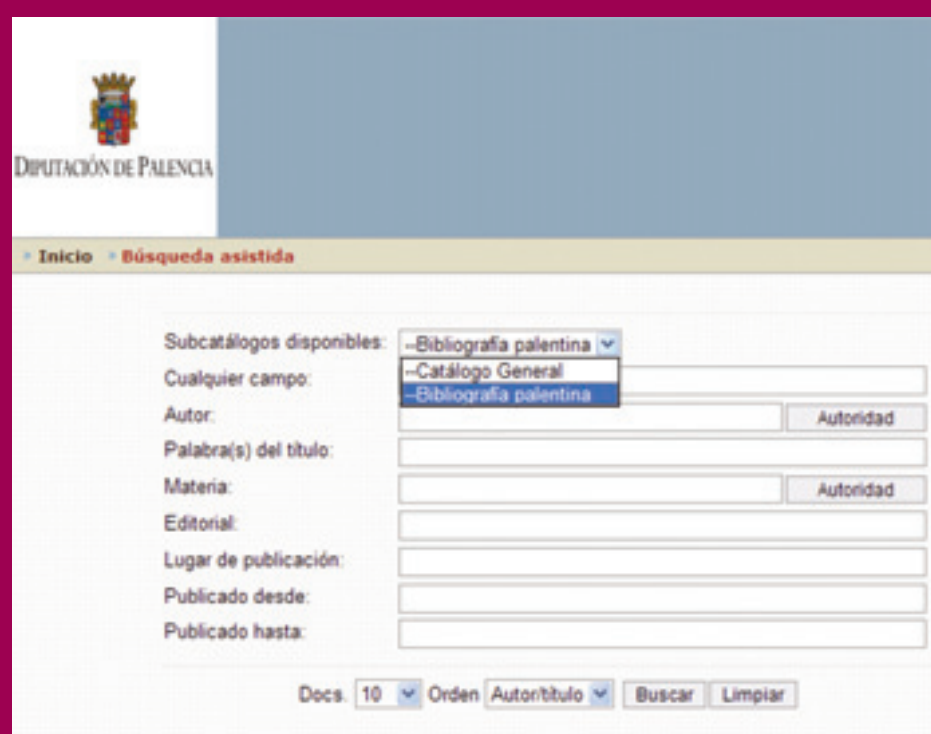 DIPUTACIÓN DE PALENCIA
Inicio Búsqueda asistida
Subcatálogos disponibles: --Bibliografía palentina
--Catálogo General
--Bibliografía palentina
Cualquier campo:
Autor: Autoridad
Palabra(s) del título:
Materia: Autoridad
Editorial:
Lugar de publicación:
Publicado desde:
Publicado hasta:
Docs. 10 Orden Autor/título Buscar Limpiar